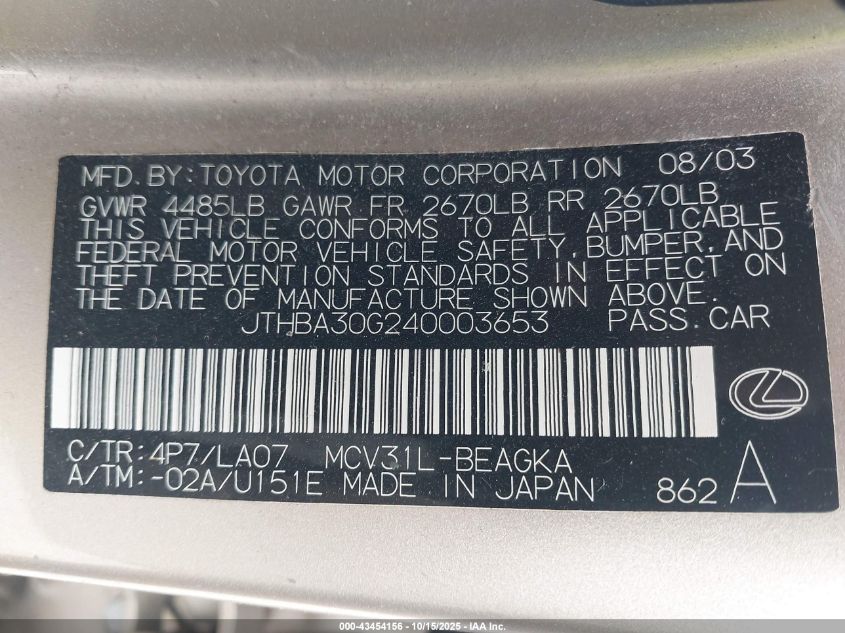 MFD. BY: TOYOTA MOTOR CORPORATION 08/03
GVWR 4485LB GAWR FR 2670LB RR 2670LB
THIS VEHICLE CONFORMS TO ALL APPLICABLE
FEDERAL MOTOR VEHICLE SAFETY, BUMPER, AND
THEFT PREVENTION STANDARDS IN EFFECT ON
THE DATE OF MANUFACTURE SHOWN ABOVE.
JTHBA30G240003653 PASS. CAR
C/TR: 4P7/LA07 MCV31L-BEAGKA
A/TM: -02A/U151E MADE IN JAPAN 862 A
000-43454156 - 10/15/2025 - IAA Inc.